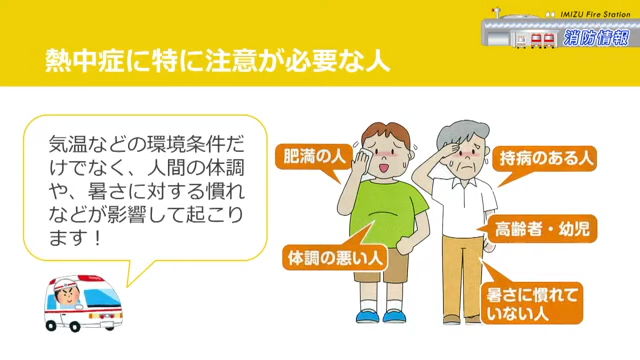 IMIZU Fire Station
消防情報
熱中症に特に注意が必要な人
気温などの環境条件だ
けでなく、人間の体調
や、暑さに対する慣れ
などが影響して起こり
ます！
肥満の人
持病のある人
高齢者・幼児
体調の悪い人
暑さに慣れて
いない人